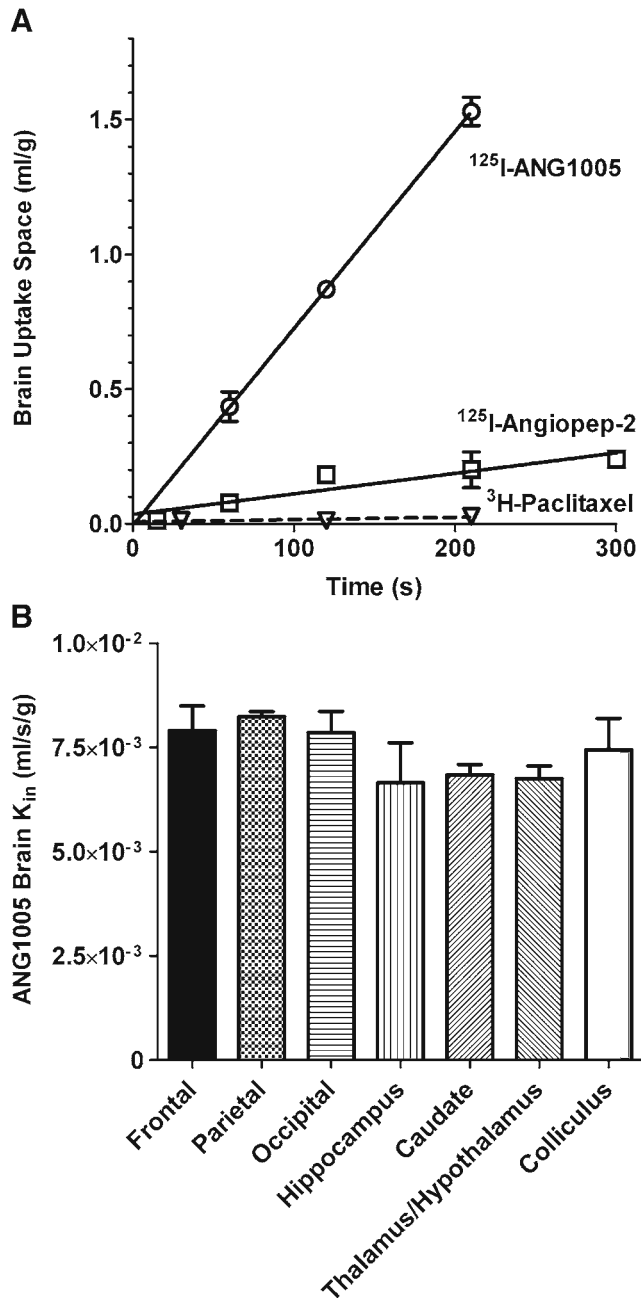 A
Brain Uptake Space (ml/g)
1.5
1.0
0.5
0.0
0
100
200
300
Time (s)
¹²⁵I-ANG1005
¹²⁵I-Angiopep-2
³H-Paclitaxel
B
ANG1005 Brain Kᵢₙ (ml/s/g)
1.0×10⁻²
7.5×10⁻³
5.0×10⁻³
2.5×10⁻³
0
Frontal
Parietal
Occipital
Hippocampus
Caudate
Thalamus/Hypothalamus
Colliculus